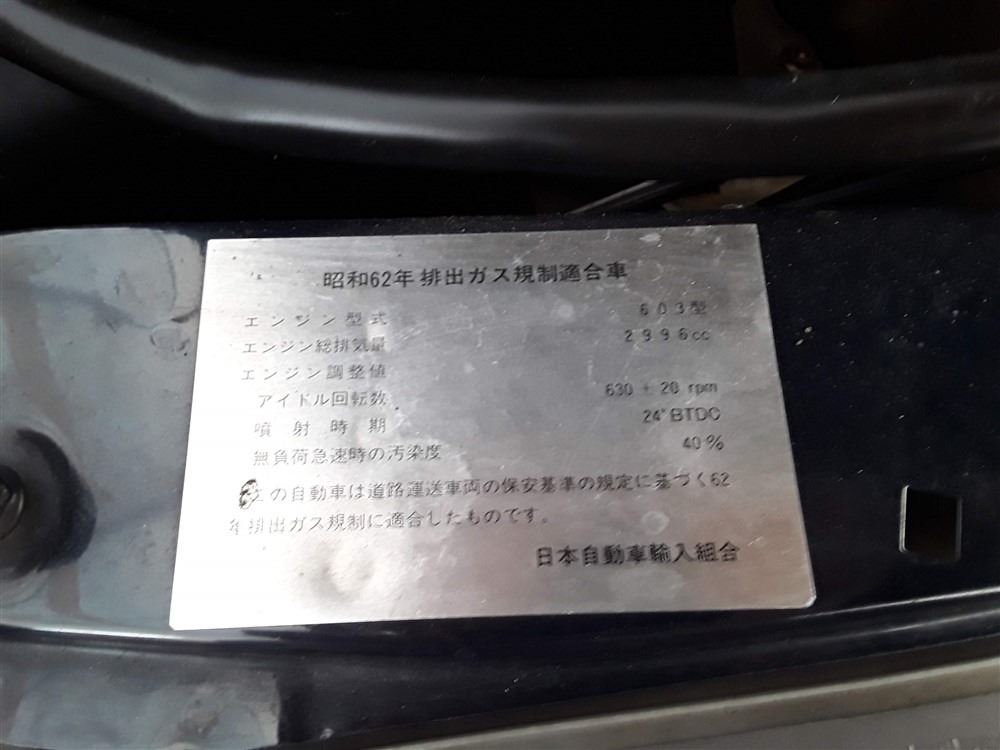 昭和62年排出ガス規制適合車
エンジン型式 603型
エンジン総排気量 2996cc
エンジン調整値
アイドル回転数 630 ± 20 rpm
噴射時期 24°BTDC
無負荷急速時の汚染度 40%
この自動車は道路運送車両の保安基準の規定に基づく62
年排出ガス規制に適合したものです。
日本自動車輸入組合